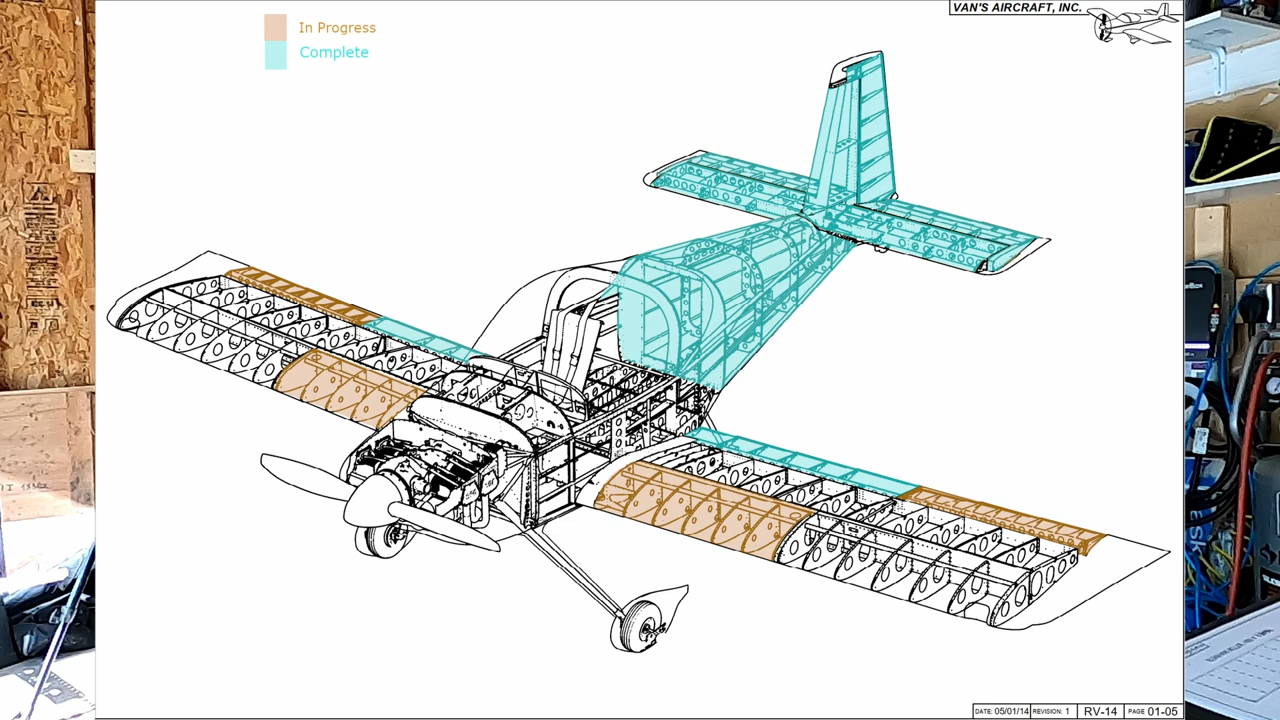 In Progress
Complete
VAN'S AIRCRAFT, INC.
DATE: 05/01/14 REVISION: 1 RV-14 PAGE 01-05